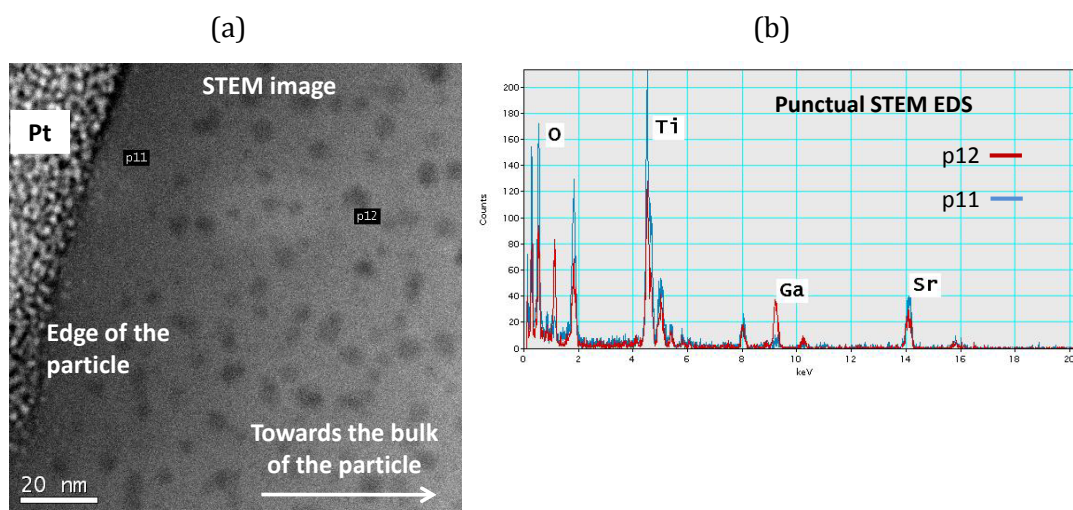 (a)
(b)
STEM image
Pt
p11
p12
Edge of the
particle
Towards the bulk
of the particle
20 nm
Punctual STEM EDS
O
Ti
Ga
Sr
p12
p11
Counts
200
180
160
140
120
100
80
60
40
20
0
0 2 4 6 8 10 12 14 16 18 20
keV